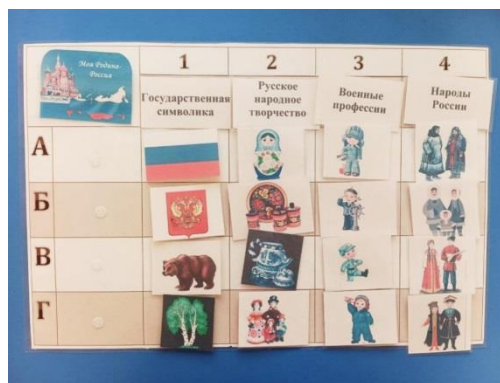 Моя Родина-
Россия
1 2 3 4
Государственная
символика
Русское
народное
творчество
Военные
профессии
Народы
России
А
Б
В
Г